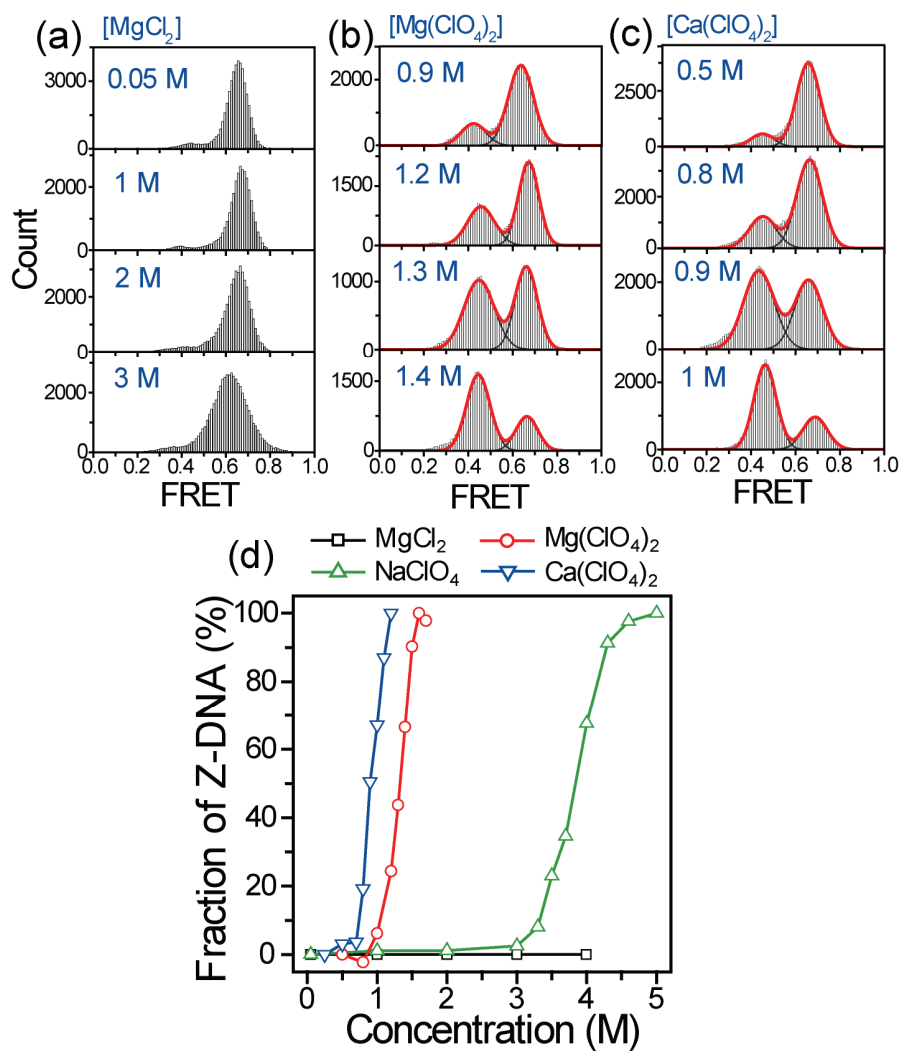 (a) [MgCl₂]
3000
0
0.05 M
2000
0
1 M
2000
0
2 M
2000
0
3 M
0.0 0.2 0.4 0.6 0.8 1.0
FRET
Count
(b) [Mg(ClO₄)₂]
2000
0
0.9 M
1500
0
1.2 M
1000
0
1.3 M
1500
0
1.4 M
0.0 0.2 0.4 0.6 0.8 1.0
FRET
(c) [Ca(ClO₄)₂]
3500
0
0.5 M
3000
0
0.8 M
2000
0
0.9 M
2000
0
1 M
0.0 0.2 0.4 0.6 0.8 1.0
FRET
(d)
MgCl₂ Mg(ClO₄)₂
NaClO₄ Ca(ClO₄)₂
Fraction of Z-DNA (%)
100
80
60
40
20
0
0 1 2 3 4 5
Concentration (M)